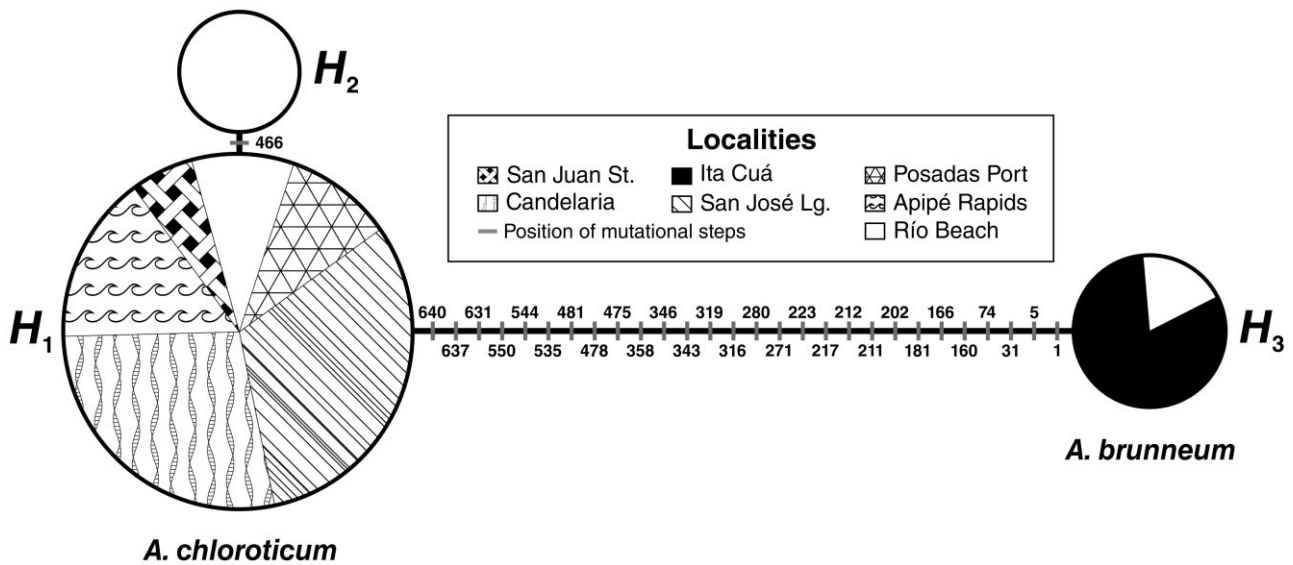 H2
466
Localities
San Juan St. Ita Cuá Posadas Port
Candelaria San José Lg. Apipé Rapids
Position of mutational steps Río Beach
H1
640 631 544 481 475 346 319 280 223 212 202 166 74 5
637 550 535 478 358 343 316 271 217 211 181 160 31 1
H3
A. brunneum
A. chloroticum